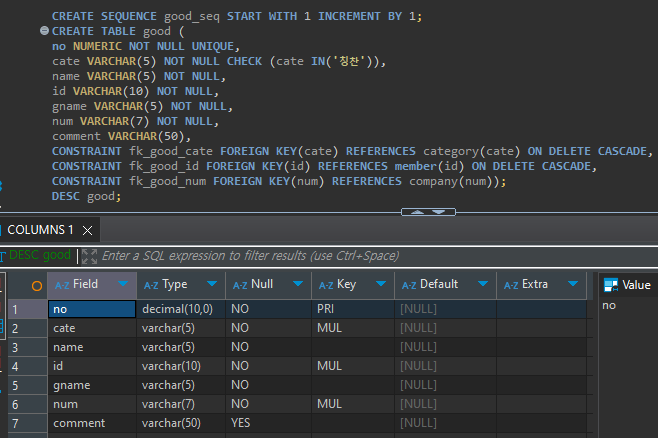 CREATE SEQUENCE good_seq START WITH 1 INCREMENT BY 1;
CREATE TABLE good (
no NUMERIC NOT NULL UNIQUE,
cate VARCHAR(5) NOT NULL CHECK (cate IN('칭찬')),
name VARCHAR(5) NOT NULL,
id VARCHAR(10) NOT NULL,
gname VARCHAR(5) NOT NULL,
num VARCHAR(7) NOT NULL,
comment VARCHAR(50),
CONSTRAINT fk_good_cate FOREIGN KEY(cate) REFERENCES category(cate) ON DELETE CASCADE,
CONSTRAINT fk_good_id FOREIGN KEY(id) REFERENCES member(id) ON DELETE CASCADE,
CONSTRAINT fk_good_num FOREIGN KEY(num) REFERENCES company(num));
DESC good;
COLUMNS 1
DESC good Enter a SQL expression to filter results (use Ctrl+Space)
A-Z Field A-Z Type A-Z Null A-Z Key A-Z Default A-Z Extra Value
1 no decimal(10,0) NO PRI [NULL] no
2 cate varchar(5) NO MUL [NULL]
3 name varchar(5) NO [NULL]
4 id varchar(10) NO MUL [NULL]
5 gname varchar(5) NO [NULL]
6 num varchar(7) NO MUL [NULL]
7 comment varchar(50) YES [NULL]